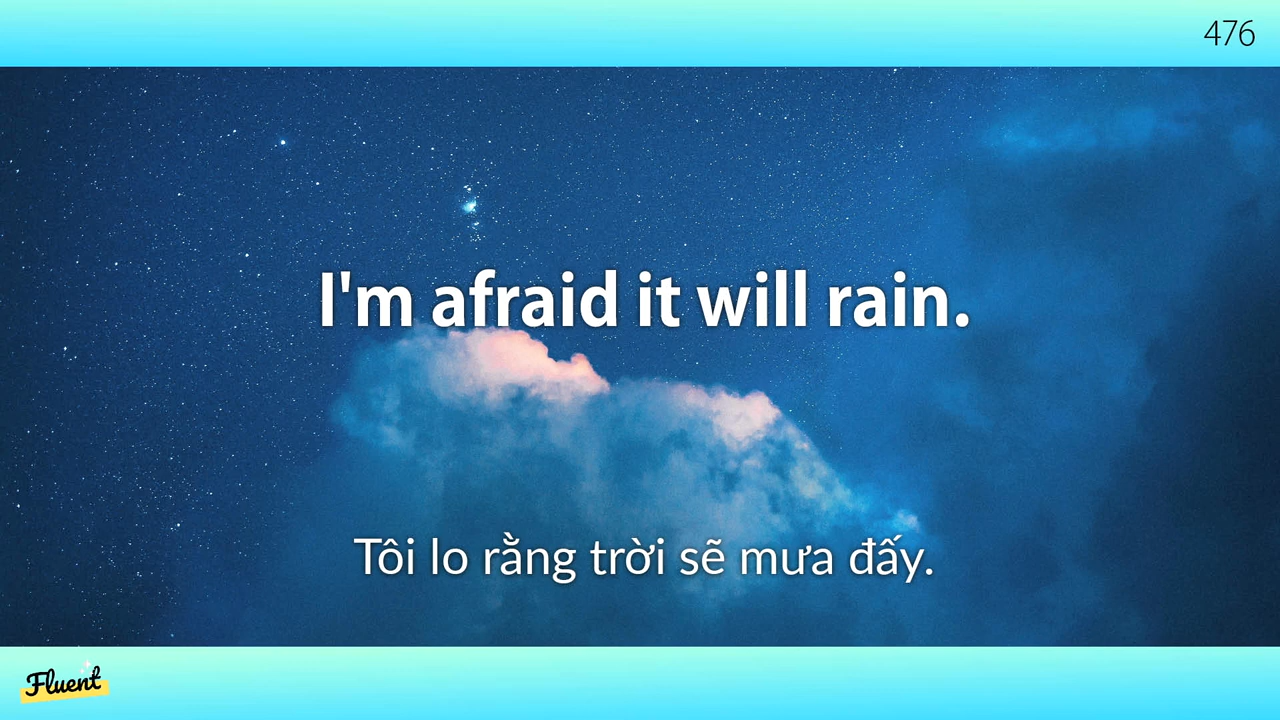 476
I'm afraid it will rain.
Tôi lo rằng trời sẽ mưa đấy.
Fluent